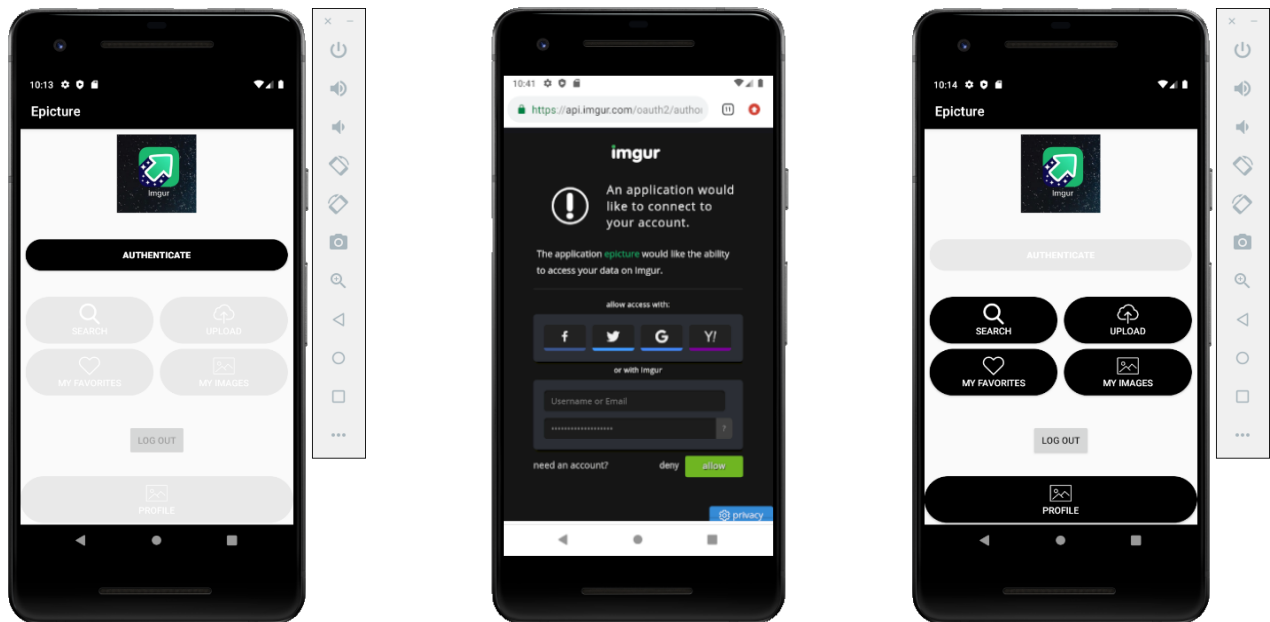 10:13
Epicture
Imgur
AUTHENTICATE
SEARCH
UPLOAD
MY FAVORITES
MY IMAGES
LOG OUT
PROFILE
10:41
https://api.imgur.com/oauth2/author
11
imgur
An application would
like to connect to
your account.
The application epicture would like the ability
to access your data on Imgur.
allow access with:
f
G
Y!
or with Imgur
Username or Email
******************
?
need an account?
deny
allow
privacy
10:14
Epicture
Imgur
AUTHENTICATE
SEARCH
UPLOAD
MY FAVORITES
MY IMAGES
LOG OUT
PROFILE